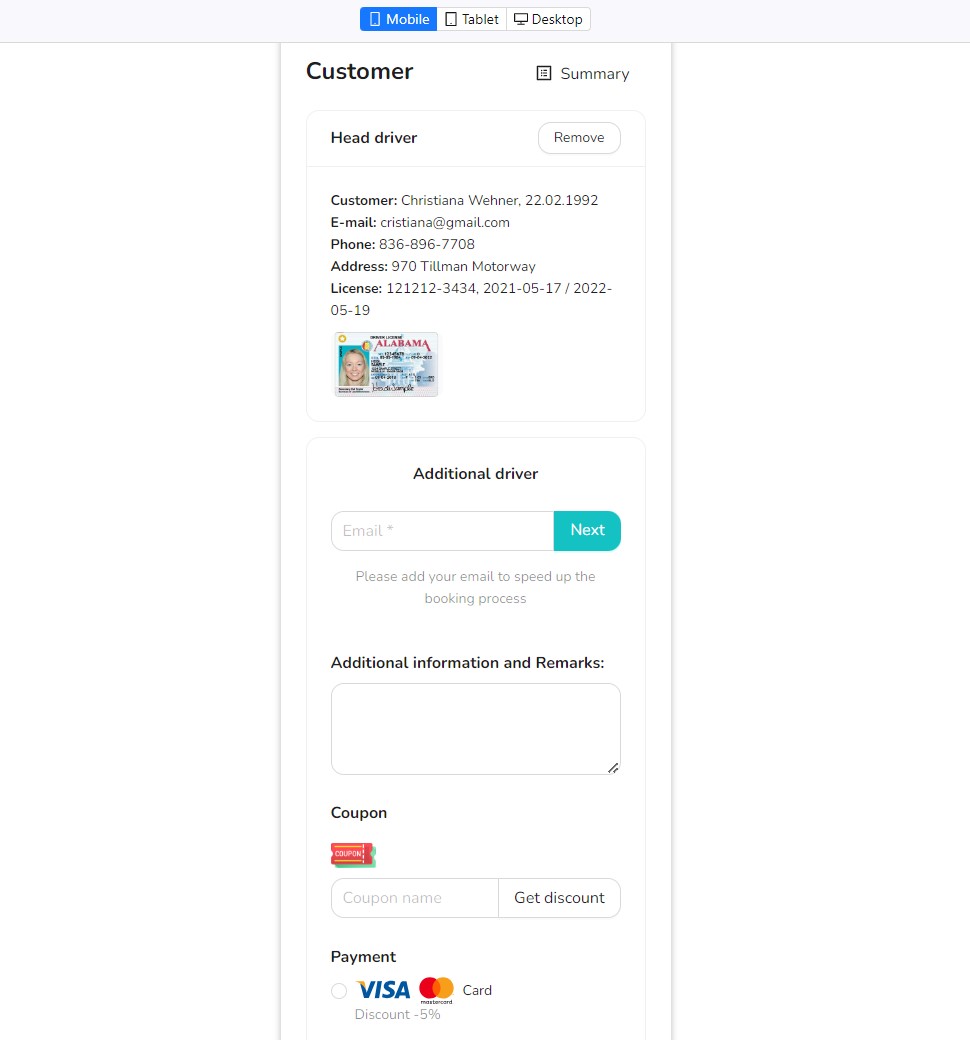 Mobile Tablet Desktop
Customer
Summary
Head driver
Remove
Customer: Christiana Wehner, 22.02.1992
E-mail: cristiana@gmail.com
Phone: 836-896-7708
Address: 970 Tillman Motorway
License: 121212-3434, 2021-05-17 / 2022-
05-19
DRIVER LICENSE
ALABAMA
Additional driver
Email *
Next
Please add your email to speed up the
booking process
Additional information and Remarks:
Coupon
COUPON
Coupon name
Get discount
Payment
VISA mastercard Card
Discount -5%